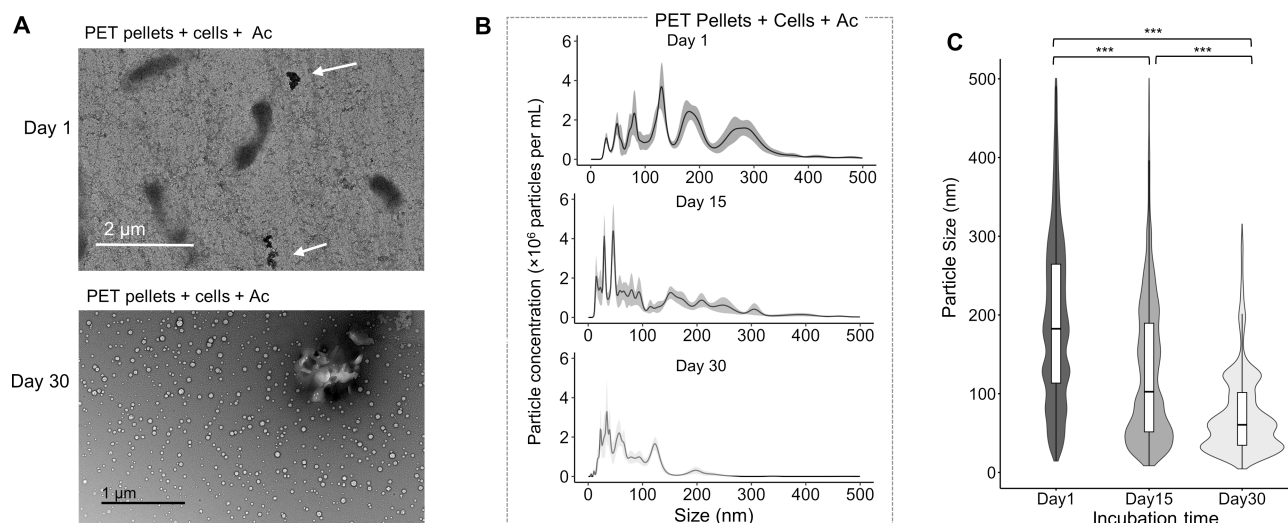 A
PET pellets + cells + Ac
Day 1
2 µm
PET pellets + cells + Ac
Day 30
1 µm
B
PET Pellets + Cells + Ac
Particle concentration (×10⁶ particles per mL)
Day 1
6
4
2
0
0 100 200 300 400 500
Day 15
6
4
2
0
0 100 200 300 400 500
Day 30
6
4
2
0
0 100 200 300 400 500
Size (nm)
C
***
*** ***
Particle Size (nm)
500
400
300
200
100
0
Day1 Day15 Day30
Incubation time